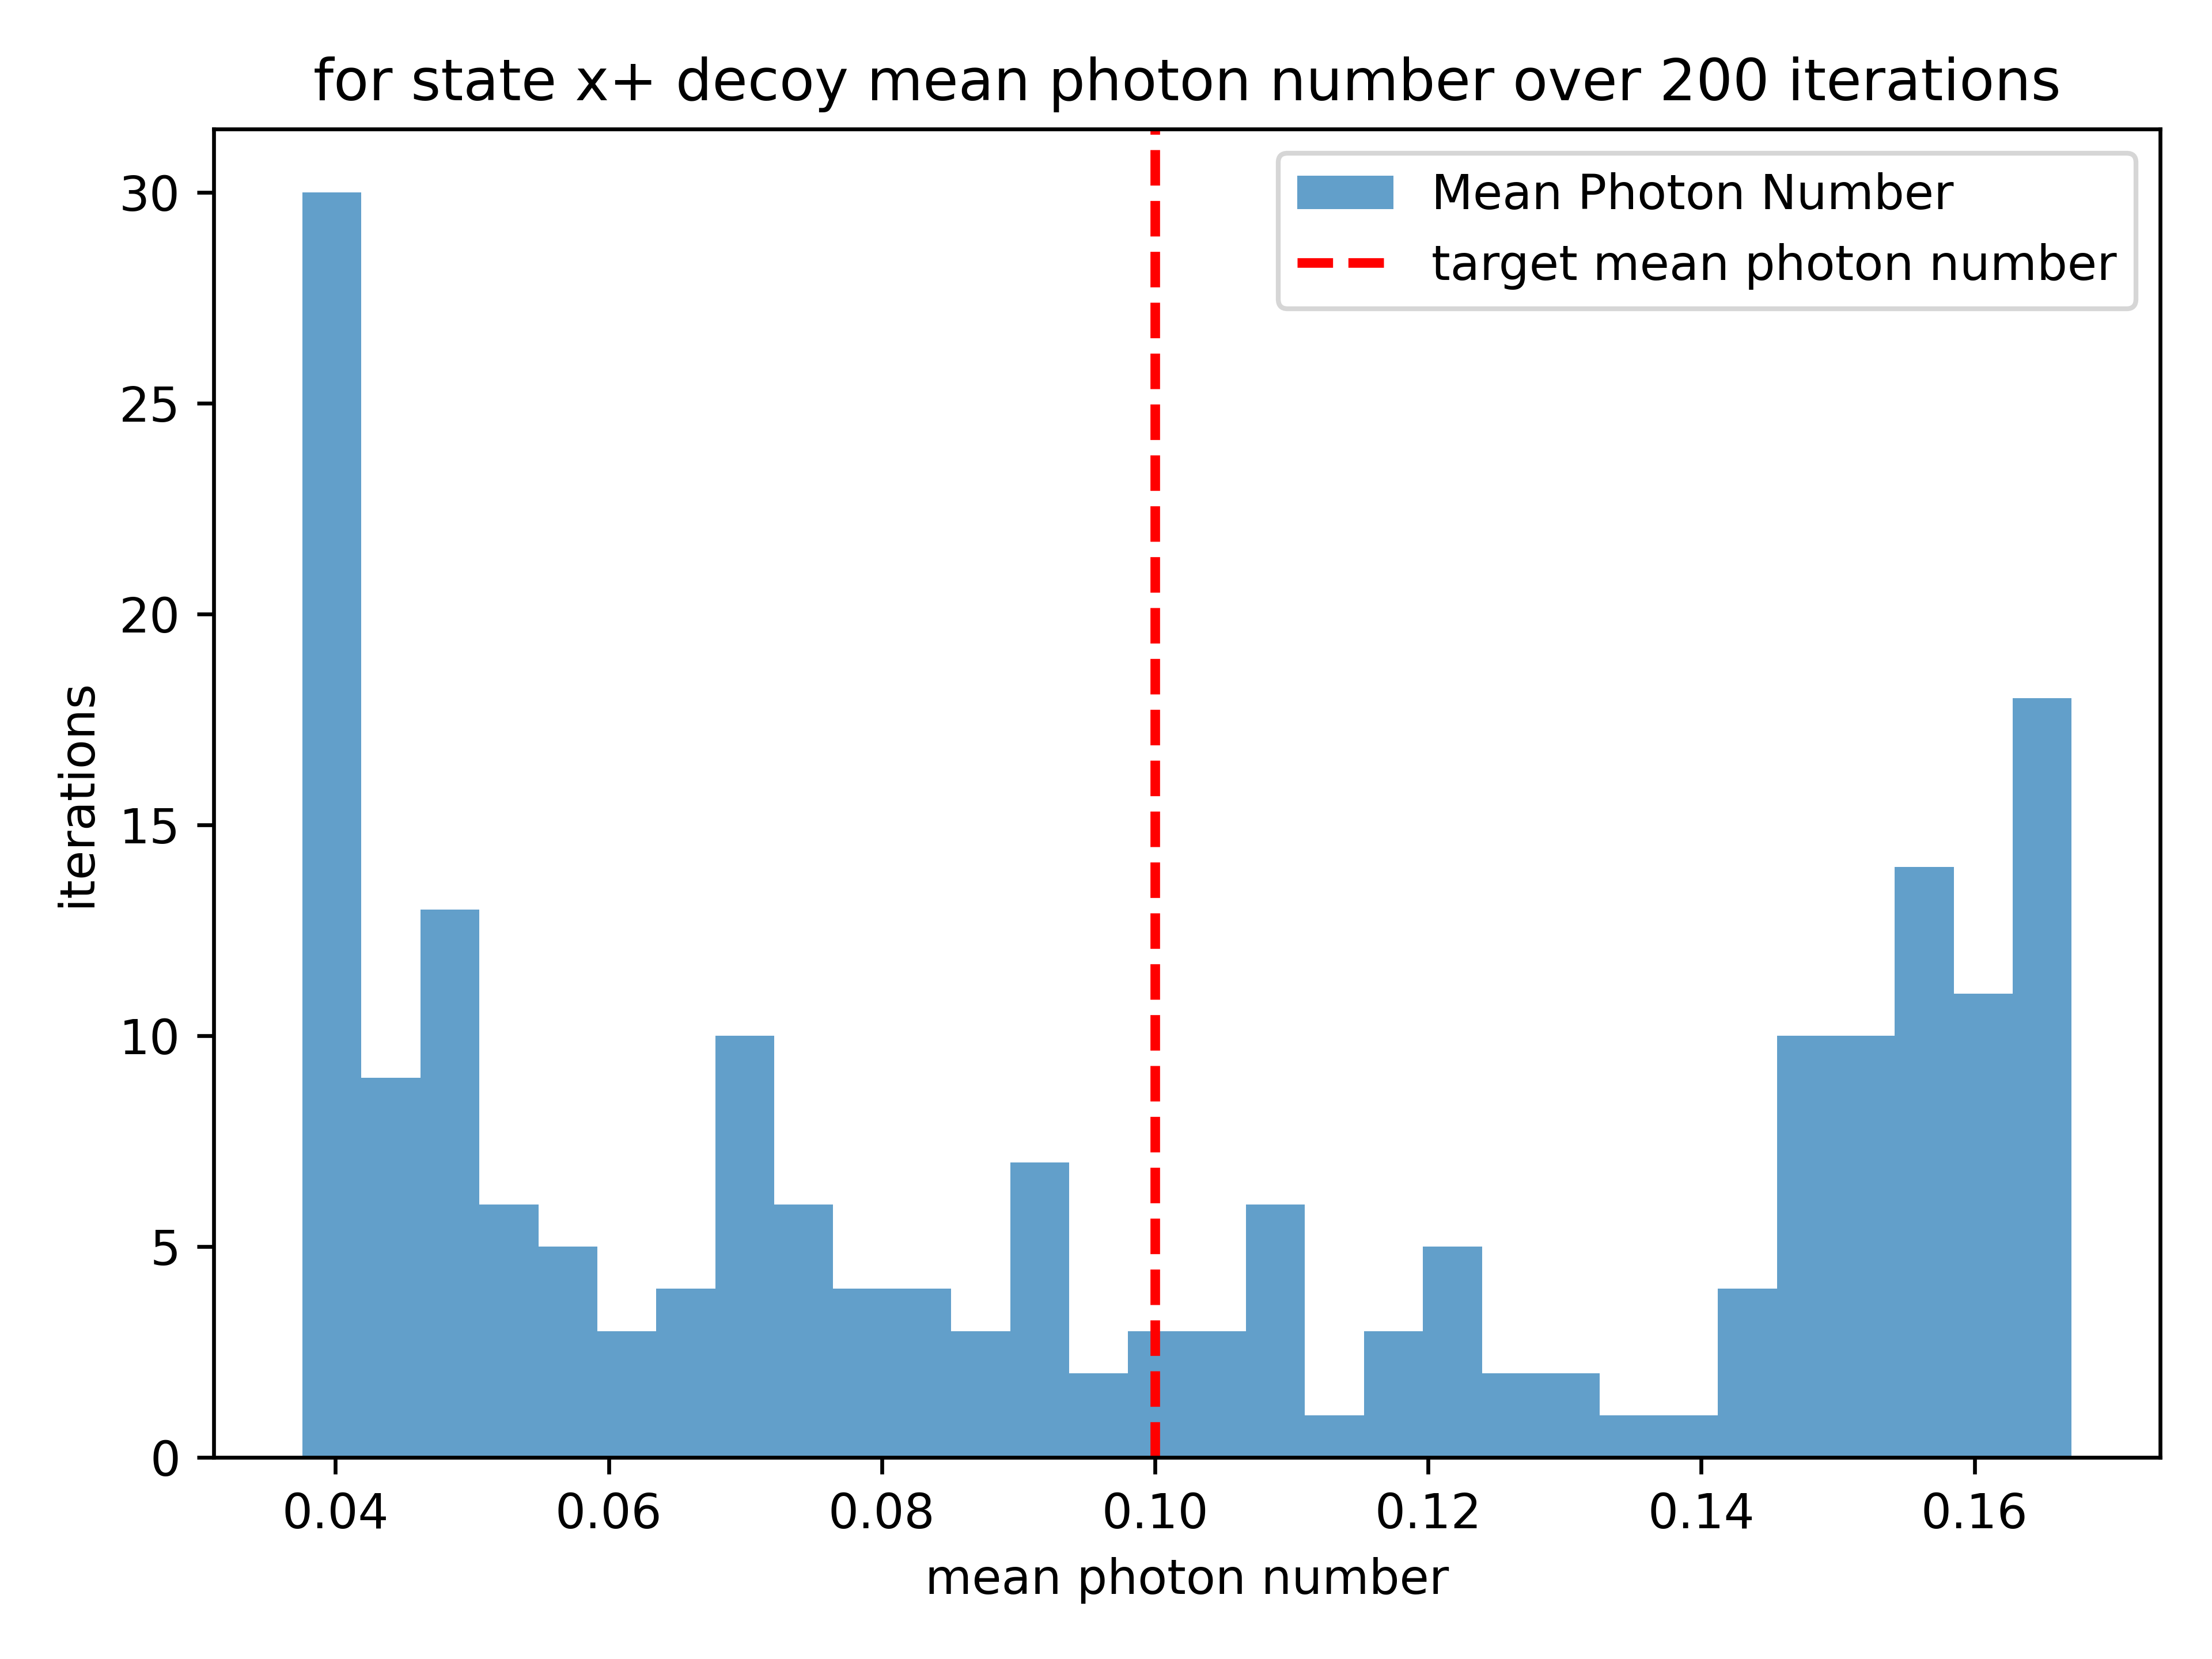 for state x+ decoy mean photon number over 200 iterations
Mean Photon Number
target mean photon number
30
25
20
15
10
5
0
iterations
0.04 0.06 0.08 0.10 0.12 0.14 0.16
mean photon number